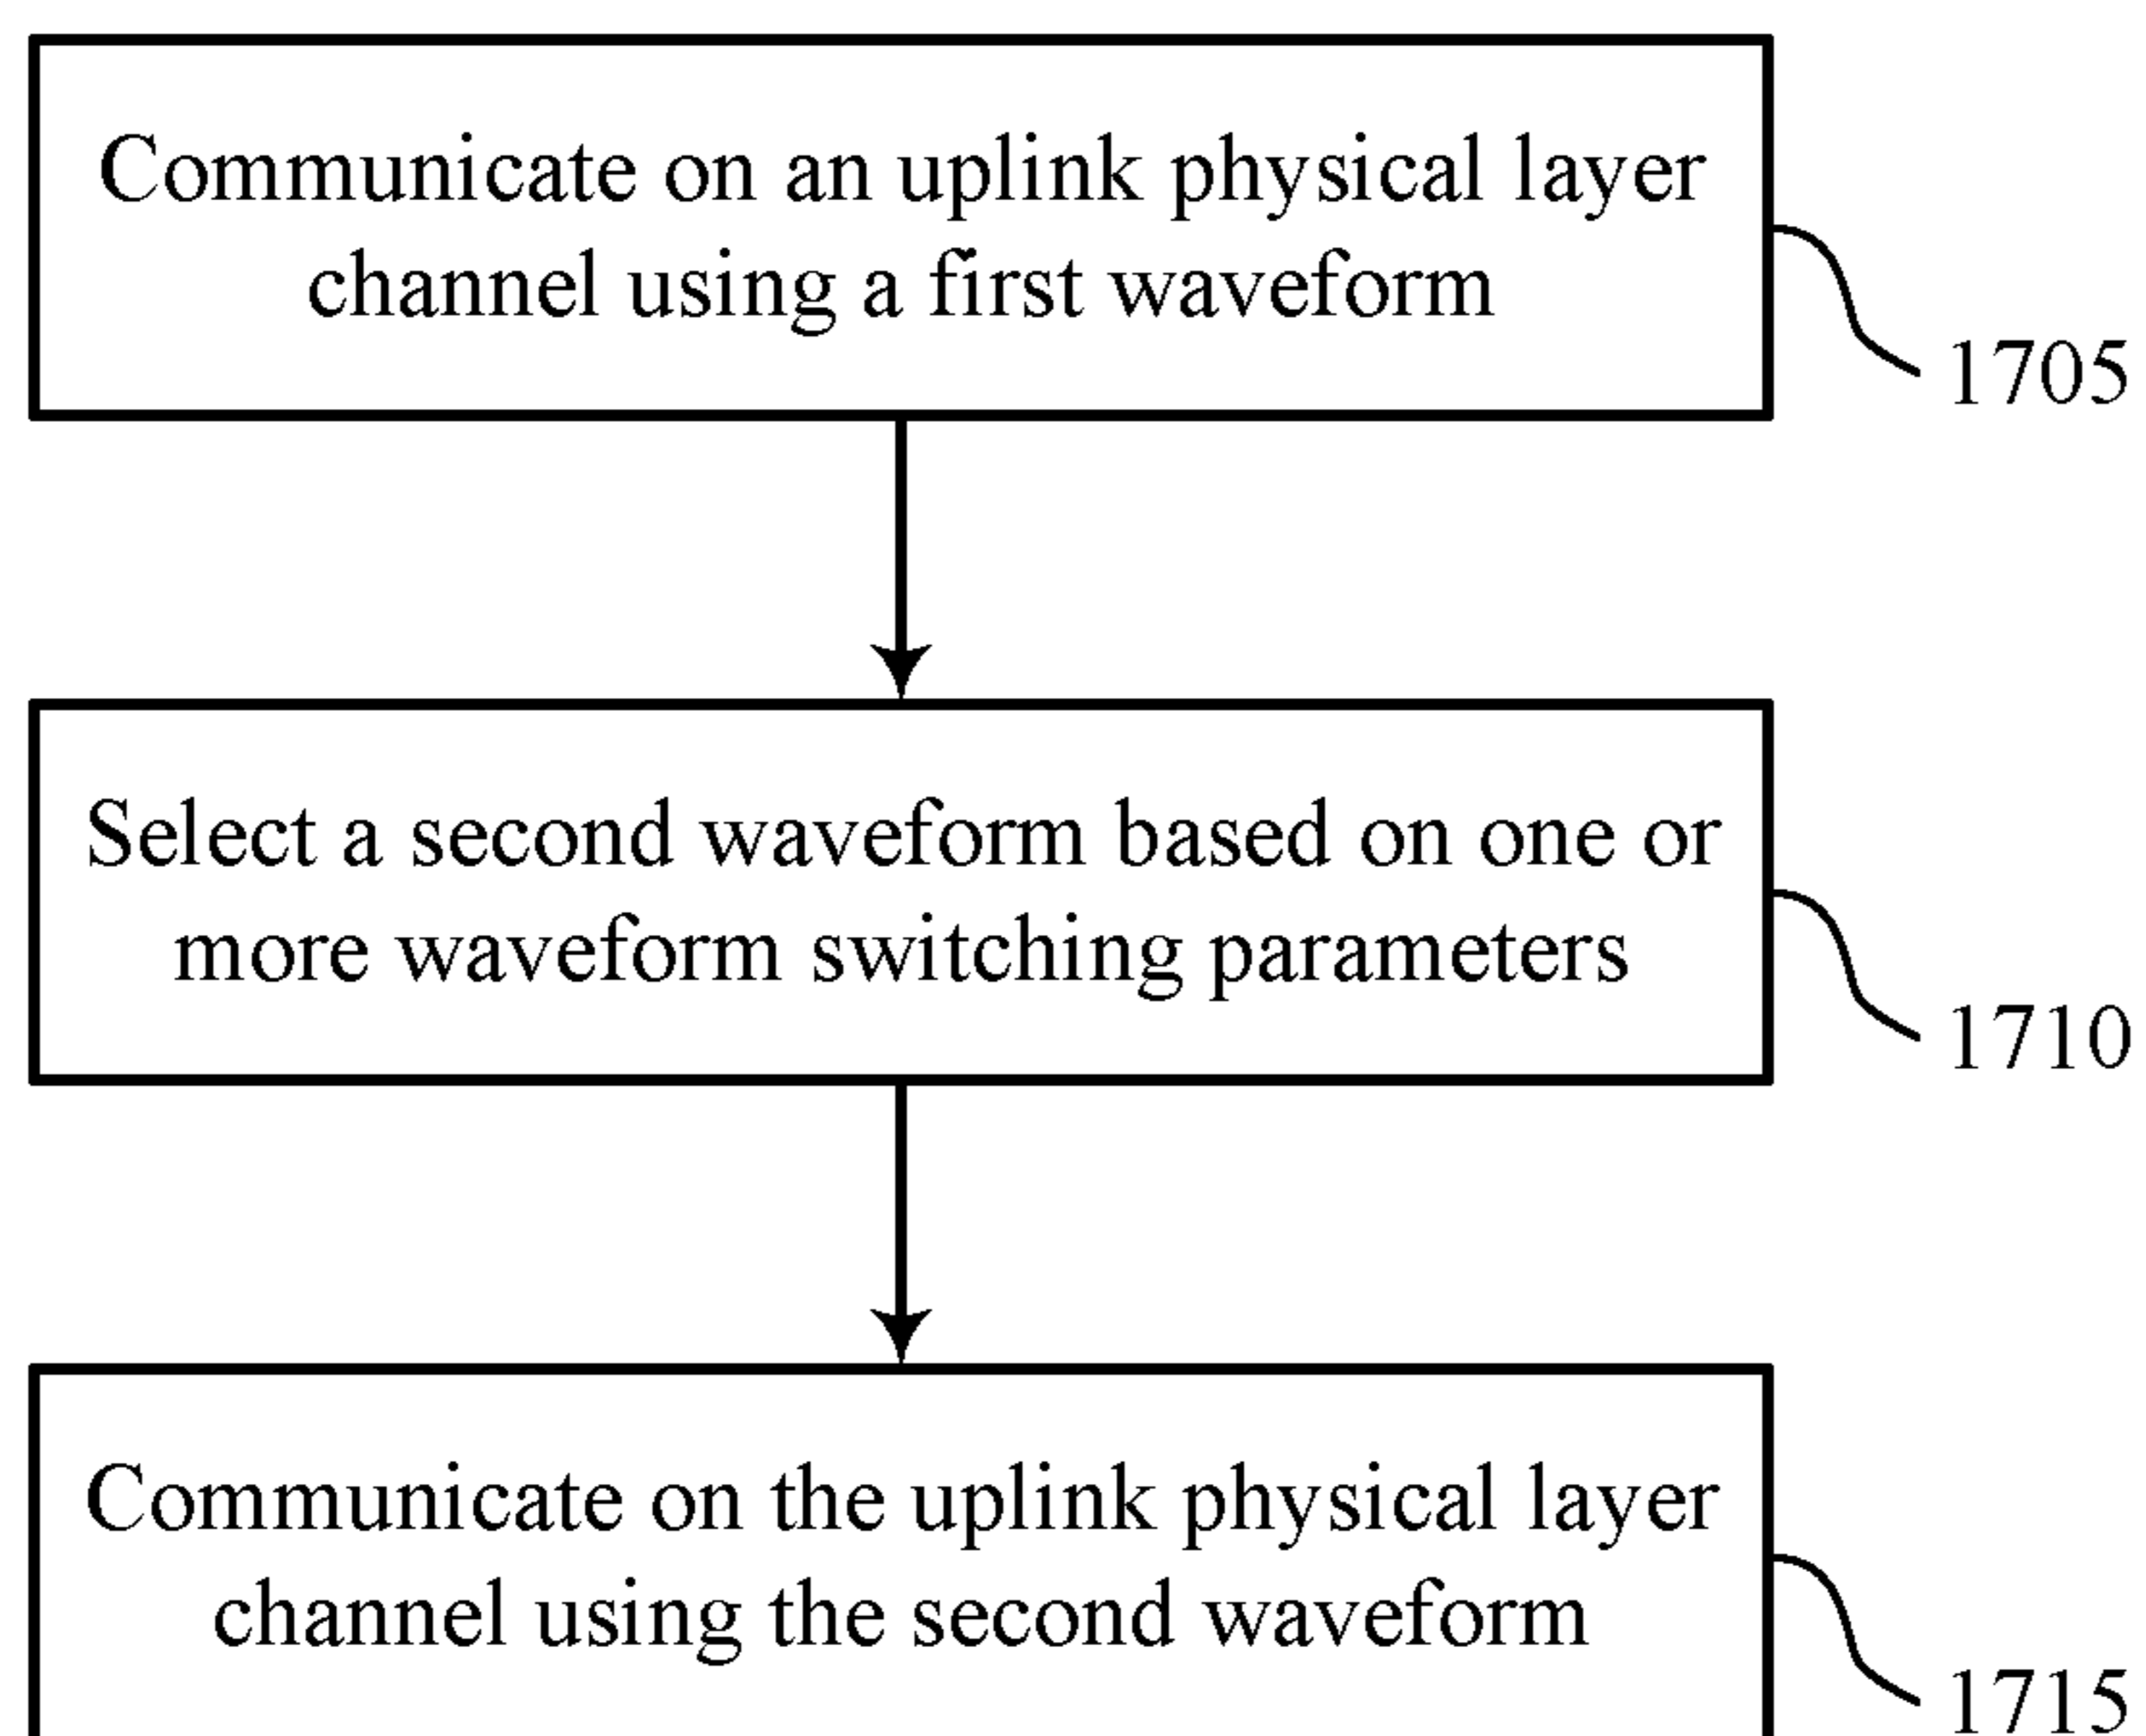 Communicate on an uplink physical layer
channel using a first waveform
1705
Select a second waveform based on one or
more waveform switching parameters
1710
Communicate on the uplink physical layer
channel using the second waveform
1715